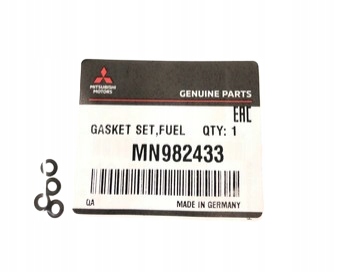 MITSUBISHI
MOTORS
GENUINE PARTS
EAC
GASKET SET,FUEL QTY: 1
MN982433
QA MADE IN GERMANY